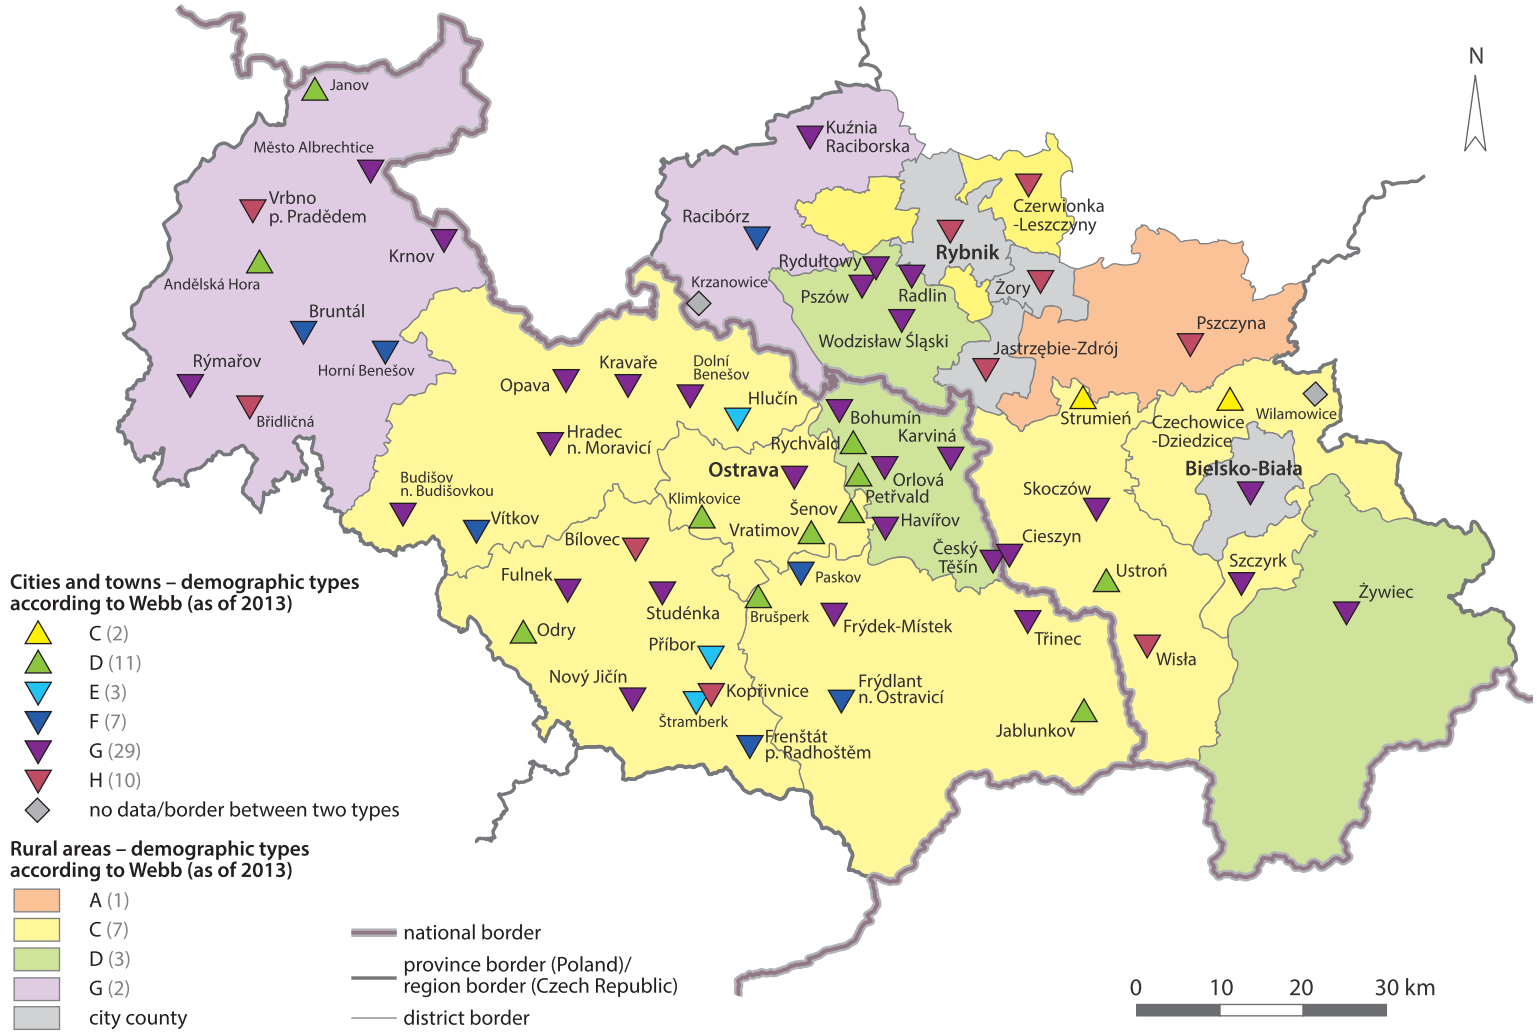 N
Janov
Město Albrechtice
Vrbno
p. Pradědem
Krnov
Andělská Hora
Bruntál
Horní Benešov
Rýmařov
Břidličná
Kuźnia
Raciborska
Racibórz
Krzanowice
Czerwionka
-Leszczyny
Rybnik
Rydułtowy
Pszów
Radlin
Żory
Wodzisław Śląski
Jastrzębie-Zdrój
Pszczyna
Opava
Kravaře
Dolní
Benešov
Hlučín
Hradec
n. Moravicí
Budišov
n. Budišovkou
Vítkov
Bohumín
Rychvald
Karviná
Ostrava
Orlová
Petřvald
Klimkovice
Šenov
Vratimov
Havířov
Český
Těšín
Cieszyn
Strumień
Czechowice
-Dziedzice
Wilamowice
Bielsko-Biała
Skoczów
Ustroń
Szczyrk
Żywiec
Wisła
Bílovec
Fulnek
Studénka
Odry
Příbor
Nový Jičín
Kopřivnice
Štramberk
Frenštát
p. Radhoštěm
Paskov
Brušperk
Frýdek-Místek
Třinec
Frýdlant
n. Ostravicí
Jablunkov
Cities and towns – demographic types
according to Webb (as of 2013)
C (2)
D (11)
E (3)
F (7)
G (29)
H (10)
no data/border between two types
Rural areas – demographic types
according to Webb (as of 2013)
A (1)
C (7)
D (3)
G (2)
city county
national border
province border (Poland)/
region border (Czech Republic)
district border
0 10 20 30 km